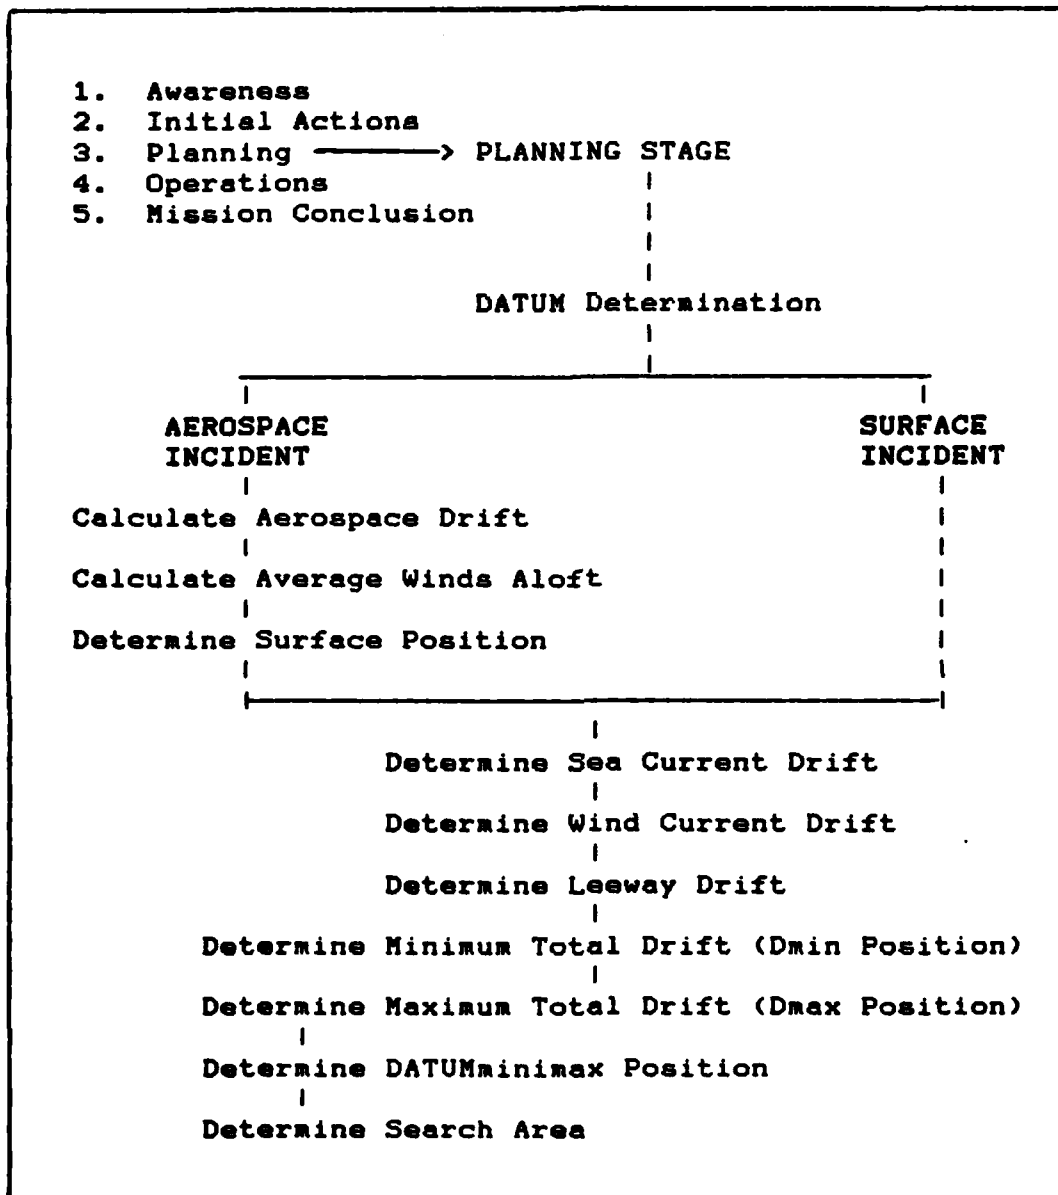 1. Awareness
2. Initial Actions
3. Planning ———> PLANNING STAGE
4. Operations
5. Mission Conclusion
DATUM Determination
AEROSPACE
INCIDENT
SURFACE
INCIDENT
Calculate Aerospace Drift
Calculate Average Winds Aloft
Determine Surface Position
Determine Sea Current Drift
Determine Wind Current Drift
Determine Leeway Drift
Determine Minimum Total Drift (Dmin Position)
Determine Maximum Total Drift (Dmax Position)
Determine DATUMminimax Position
Determine Search Area